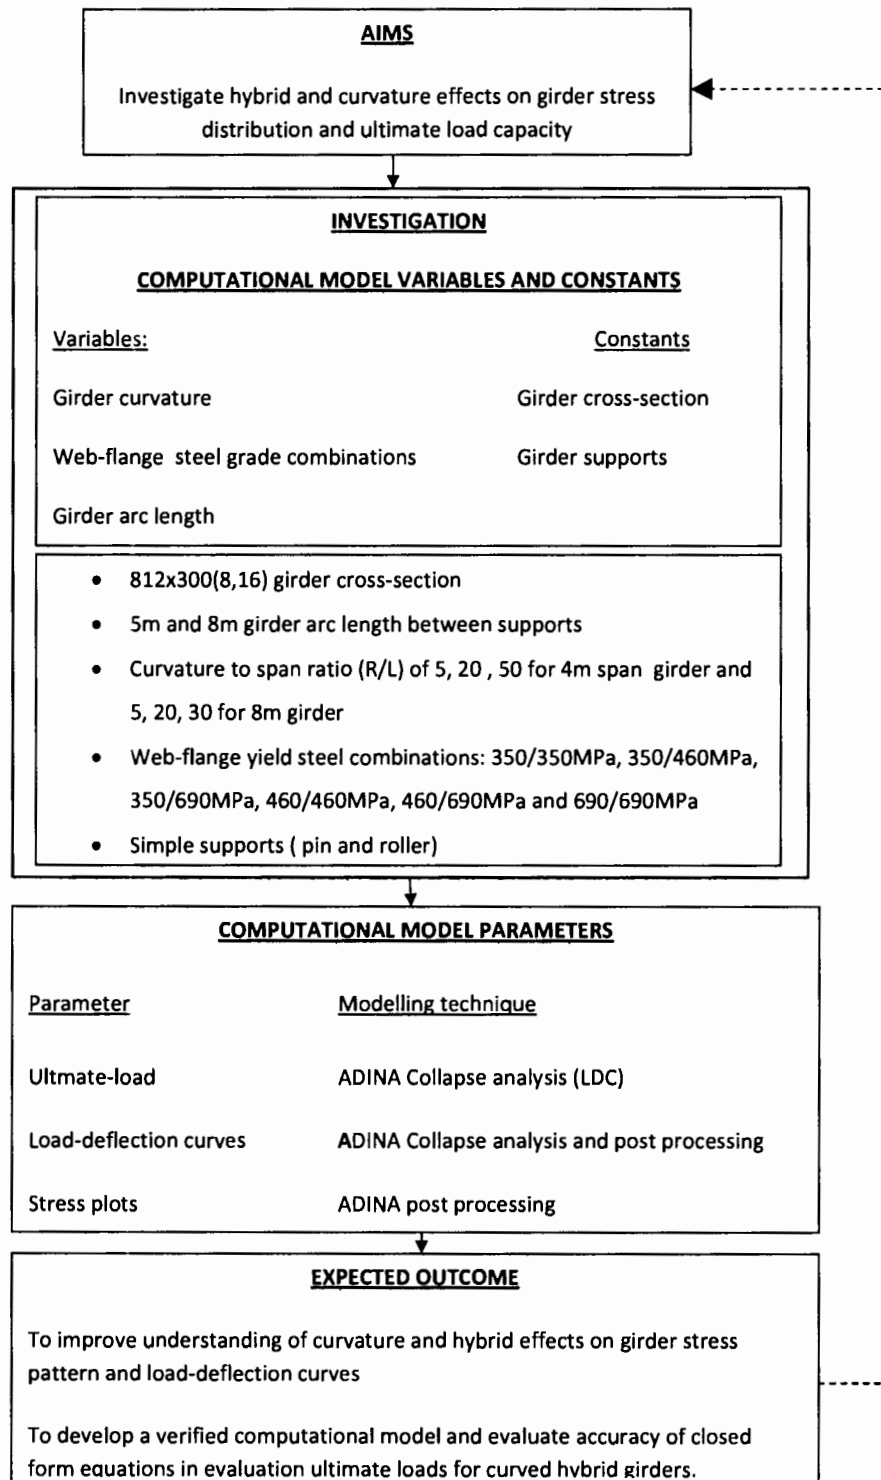 AIMS
Investigate hybrid and curvature effects on girder stress
distribution and ultimate load capacity
INVESTIGATION
COMPUTATIONAL MODEL VARIABLES AND CONSTANTS
Variables: Constants
Girder curvature Girder cross-section
Web-flange steel grade combinations Girder supports
Girder arc length
• 812x300(8,16) girder cross-section
• 5m and 8m girder arc length between supports
• Curvature to span ratio (R/L) of 5, 20 , 50 for 4m span girder and
5, 20, 30 for 8m girder
• Web-flange yield steel combinations: 350/350MPa, 350/460MPa,
350/690MPa, 460/460MPa, 460/690MPa and 690/690MPa
• Simple supports ( pin and roller)
COMPUTATIONAL MODEL PARAMETERS
Parameter Modelling technique
Ultmate-load ADINA Collapse analysis (LDC)
Load-deflection curves ADINA Collapse analysis and post processing
Stress plots ADINA post processing
EXPECTED OUTCOME
To improve understanding of curvature and hybrid effects on girder stress
pattern and load-deflection curves
To develop a verified computational model and evaluate accuracy of closed
form equations in evaluation ultimate loads for curved hybrid girders.